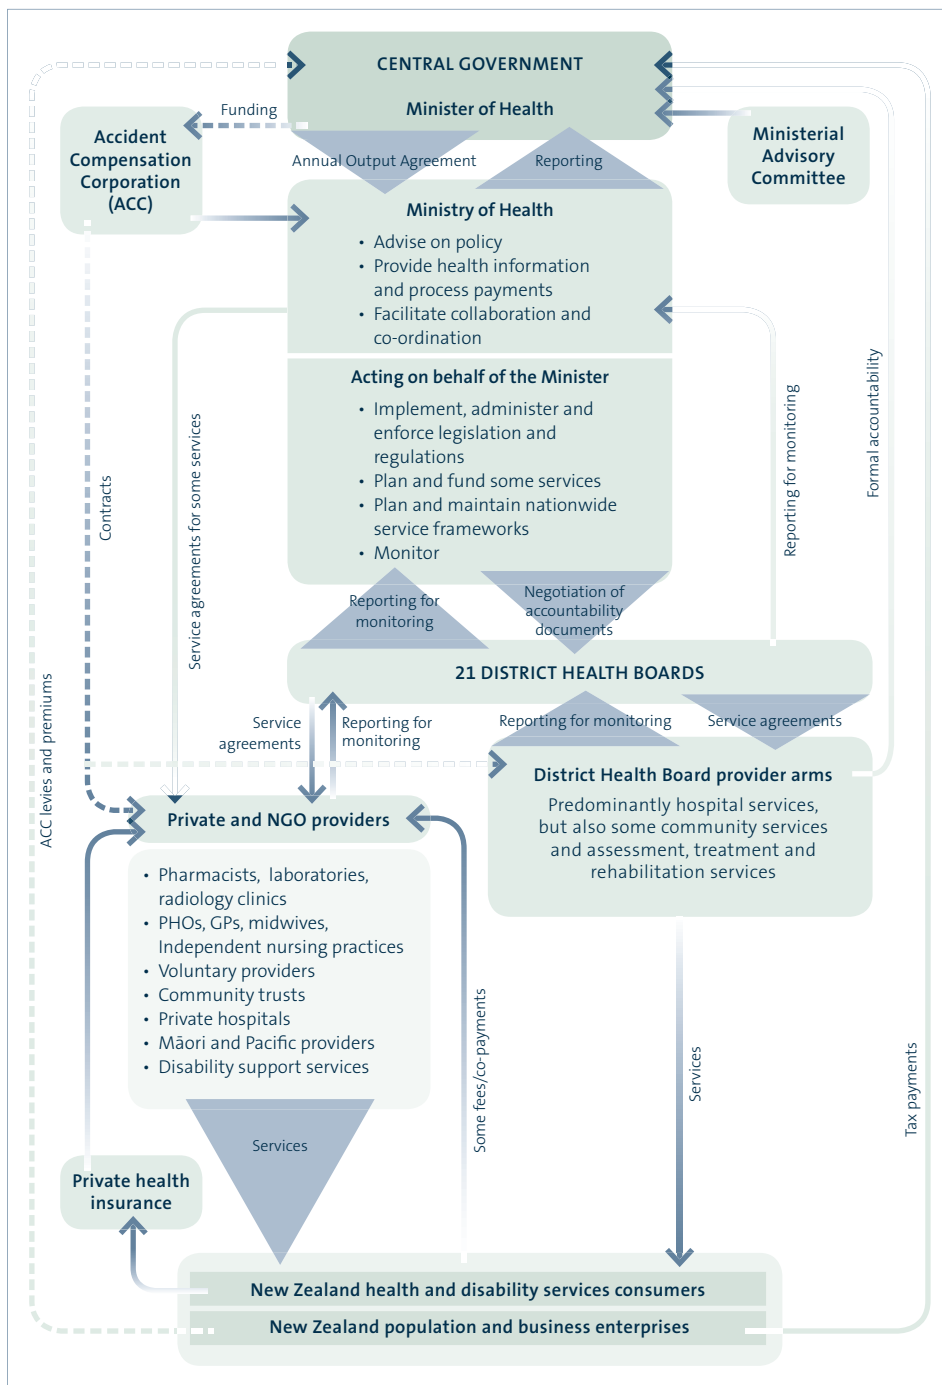 CENTRAL GOVERNMENT
Minister of Health
Funding
Accident
Compensation
Corporation
(ACC)
Ministerial
Advisory
Committee
Annual Output Agreement
Reporting
Ministry of Health
• Advise on policy
• Provide health information
and process payments
• Facilitate collaboration and
co-ordination
Acting on behalf of the Minister
• Implement, administer and
enforce legislation and
regulations
• Plan and fund some services
• Plan and maintain nationwide
service frameworks
• Monitor
Contracts
Service agreements for some services
Reporting for monitoring
Formal accountability
Reporting for
monitoring
Negotiation of
accountability
documents
21 DISTRICT HEALTH BOARDS
ACC levies and premiums
Service
agreements
Reporting for
monitoring
Reporting for monitoring
Service agreements
District Health Board provider arms
Predominantly hospital services,
but also some community services
and assessment, treatment and
rehabilitation services
Private and NGO providers
• Pharmacists, laboratories,
radiology clinics
• PHOs, GPs, midwives,
Independent nursing practices
• Voluntary providers
• Community trusts
• Private hospitals
• Māori and Pacific providers
• Disability support services
Some fees/co-payments
Services
Tax payments
Services
Private health
insurance
New Zealand health and disability services consumers
New Zealand population and business enterprises